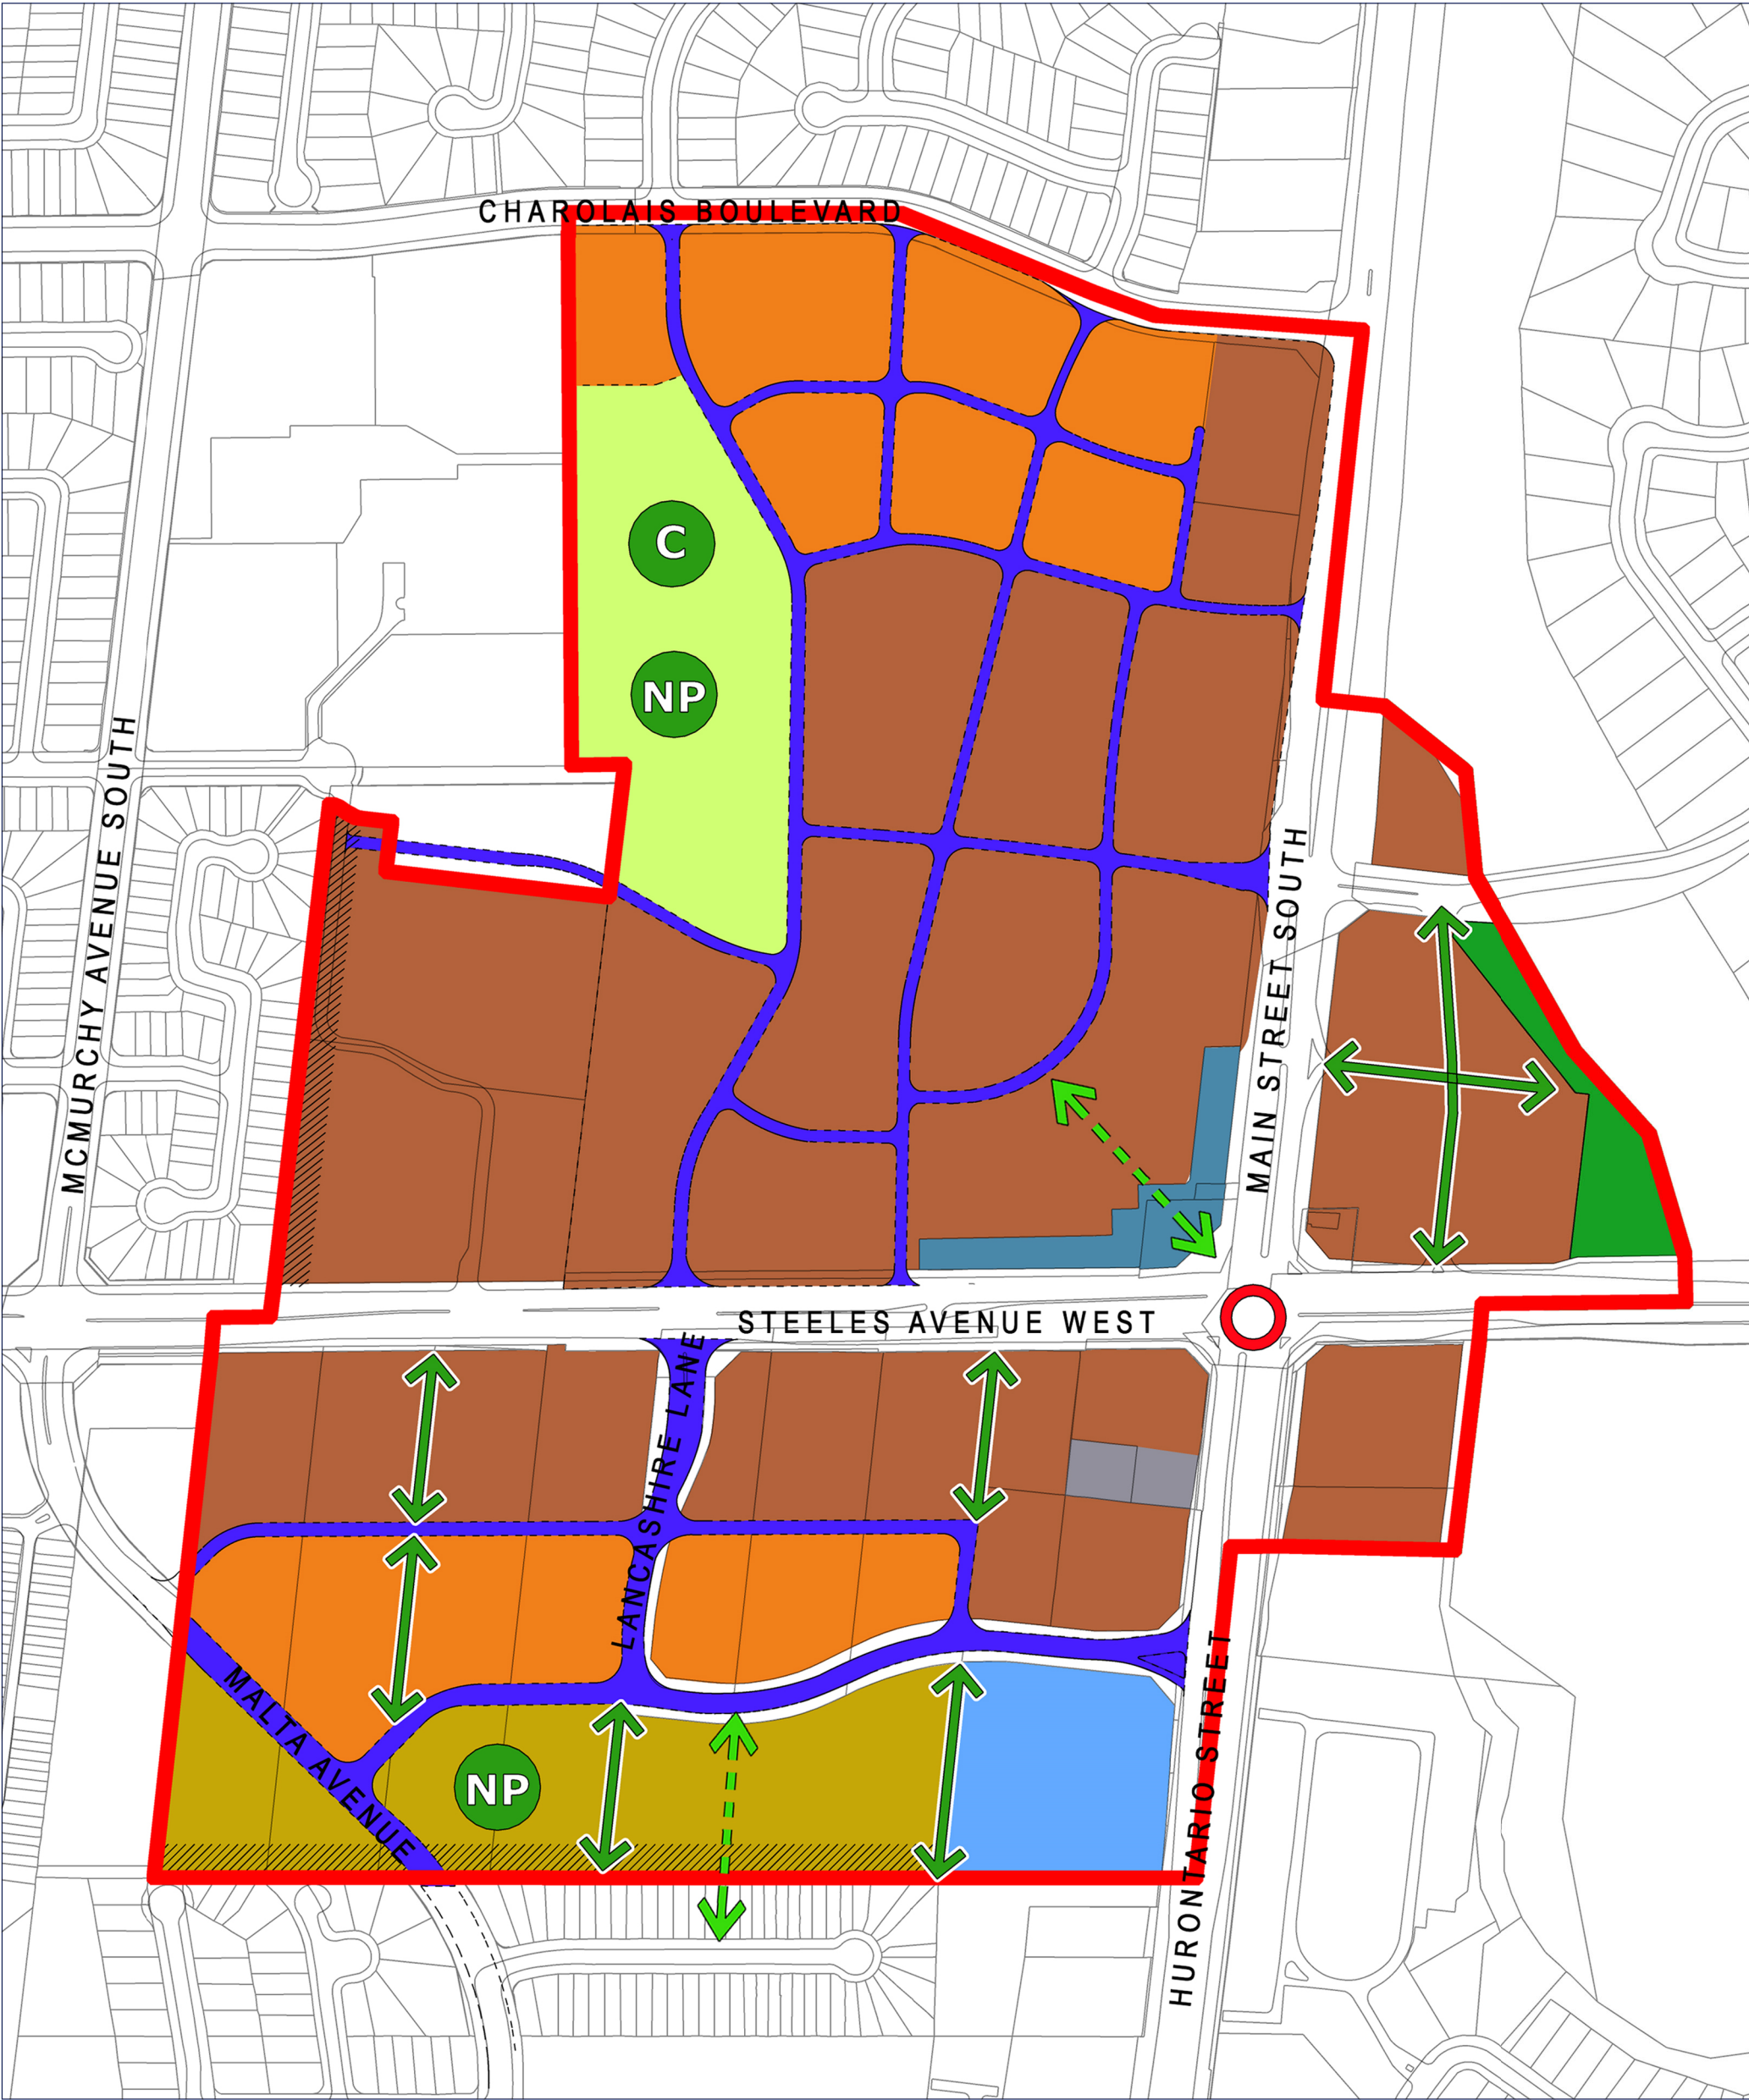 CHAROLAIS BOULEVARD
C
NP
MCMURCHY AVENUE SOUTH
MAIN STREET SOUTH
STEELES AVENUE WEST
LANCASHIRE LANE
MALTA AVENUE
NP
HURONTARIO STREET